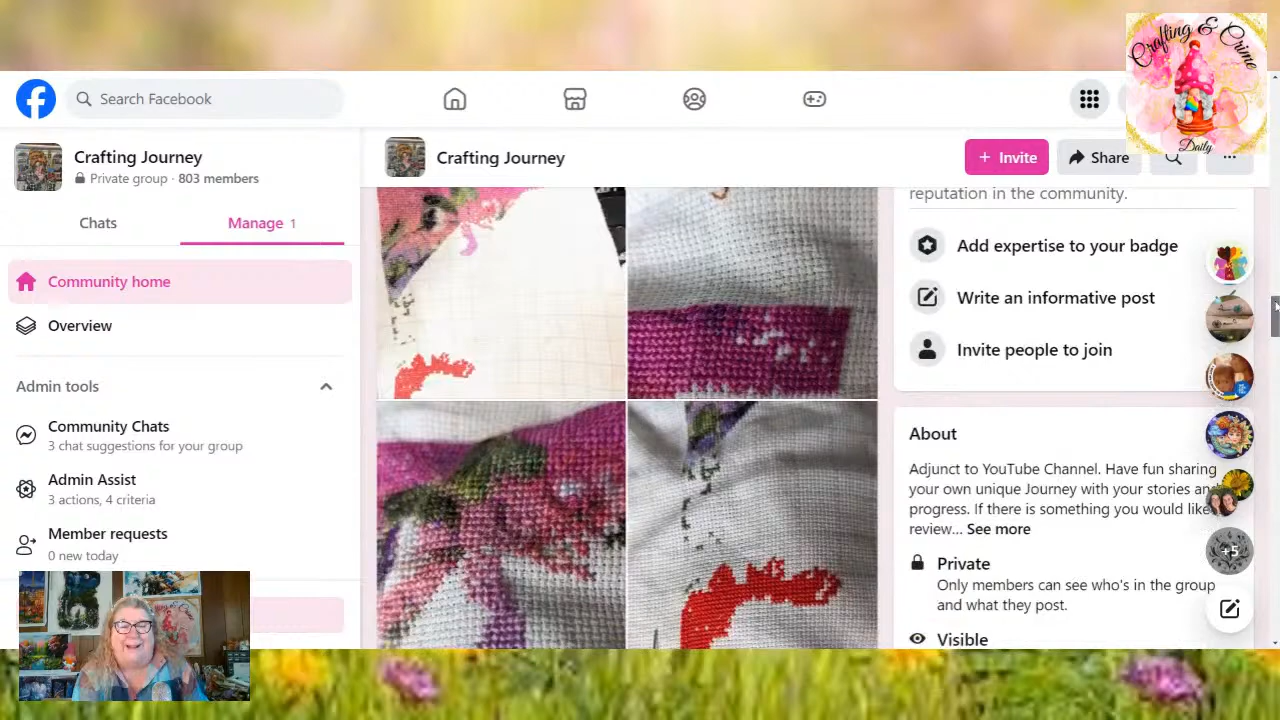 Crafting & Crime
Daily
Search Facebook
Crafting Journey
Private group · 803 members
Chats
Manage 1
Community home
Overview
Admin tools
Community Chats
3 chat suggestions for your group
Admin Assist
3 actions, 4 criteria
Member requests
0 new today
Crafting Journey
+ Invite
Share
reputation in the community.
Add expertise to your badge
Write an informative post
Invite people to join
About
Adjunct to YouTube Channel. Have fun sharing
your own unique Journey with your stories and
progress. If there is something you would like
review... See more
Private
Only members can see who's in the group
and what they post.
Visible
+5